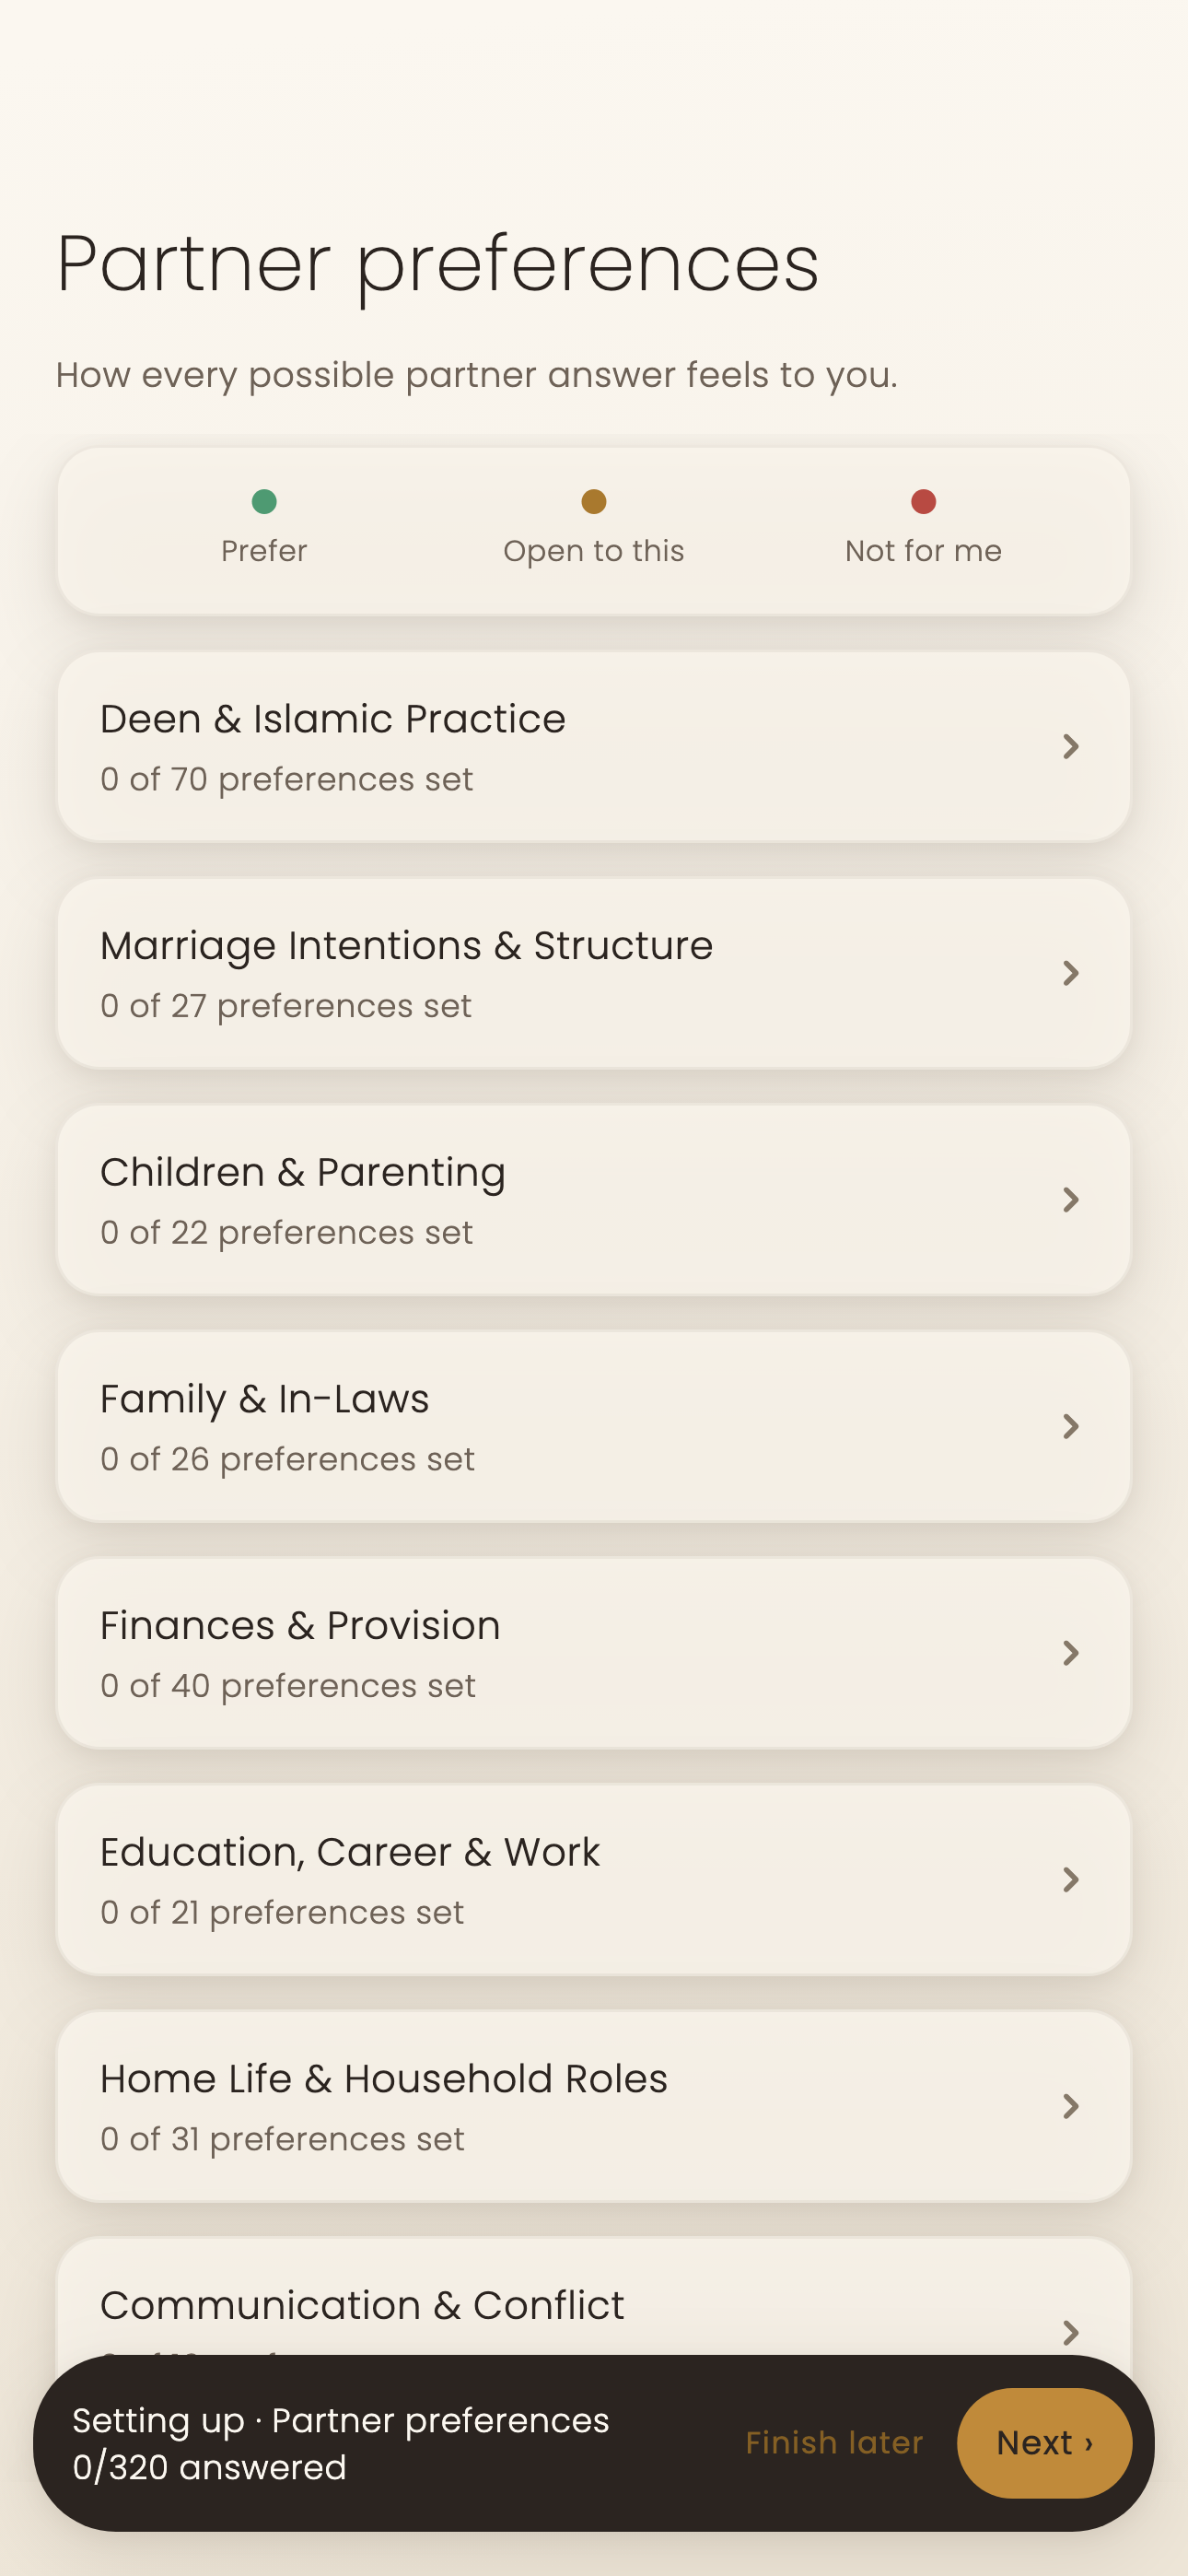 Partner preferences
How every possible partner answer feels to you.
Prefer
Open to this
Not for me
Deen & Islamic Practice
0 of 70 preferences set
Marriage Intentions & Structure
0 of 27 preferences set
Children & Parenting
0 of 22 preferences set
Family & In-Laws
0 of 26 preferences set
Finances & Provision
0 of 40 preferences set
Education, Career & Work
0 of 21 preferences set
Home Life & Household Roles
0 of 31 preferences set
Communication & Conflict
Setting up · Partner preferences
0/320 answered
Finish later
Next ›